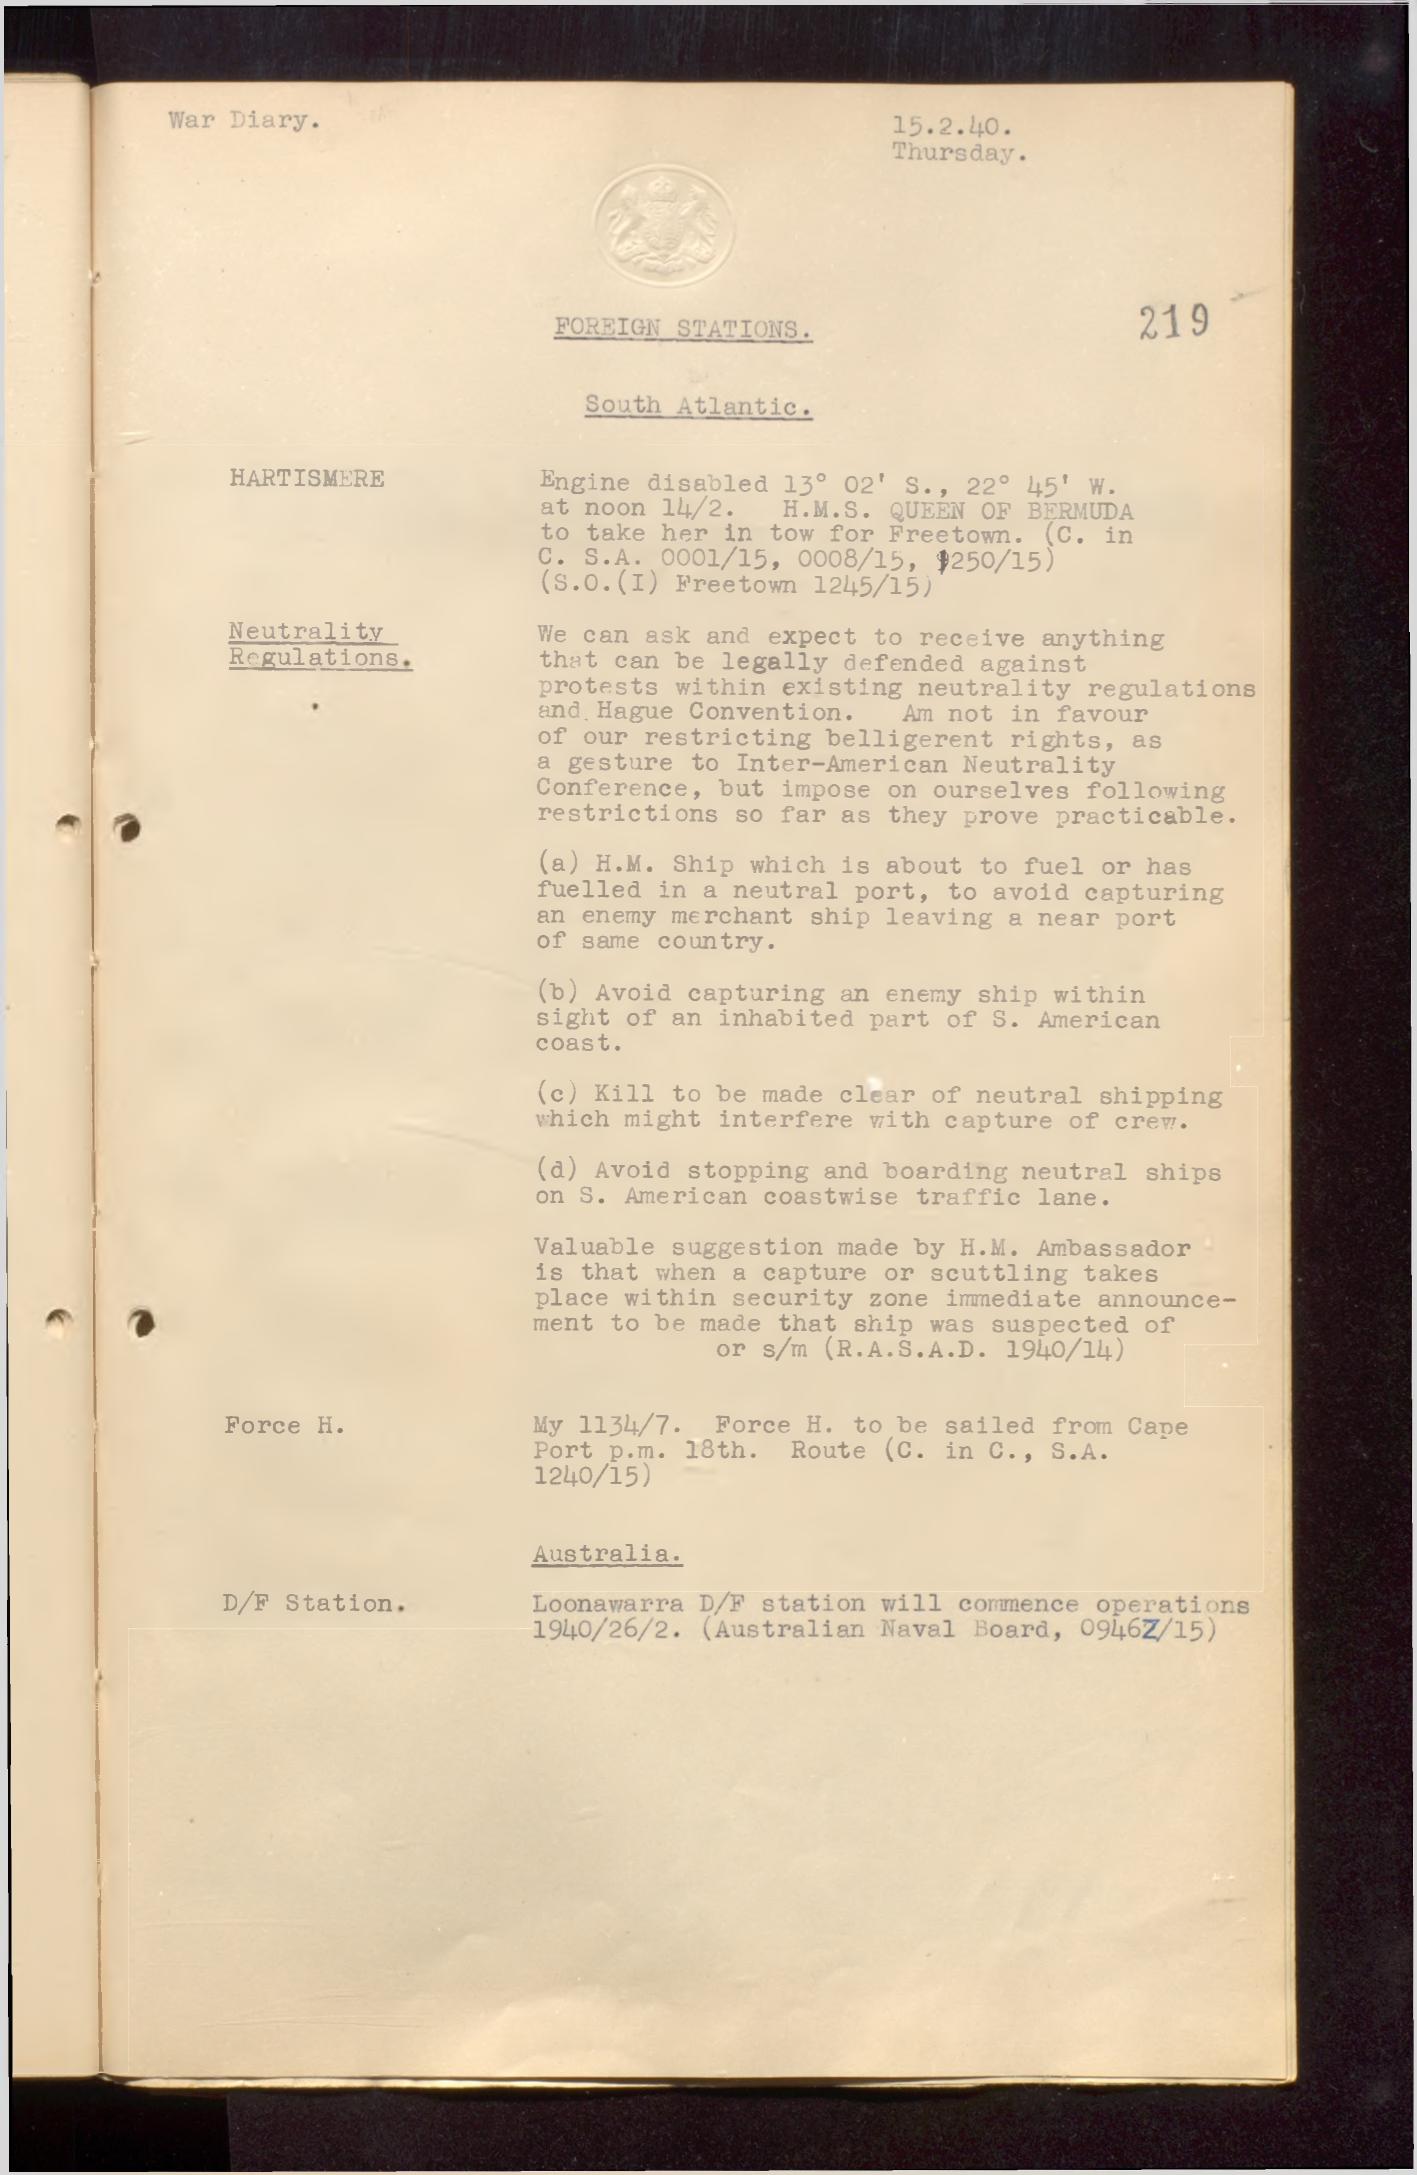 War Diary.
15.2.40.
Thursday.
219
FOREIGN STATIONS.
South Atlantic.
HARTISMERE
Engine disabled 13° 02' S., 22° 45' W.
at noon 14/2. H.M.S. QUEEN OF BERMUDA
to take her in tow for Freetown. (C. in
C. S.A. 0001/15, 0008/15, 1250/15)
(S.O.(I) Freetown 1245/15)
Neutrality
Regulations.
We can ask and expect to receive anything
that can be legally defended against
protests within existing neutrality regulations
and Hague Convention. Am not in favour
of our restricting belligerent rights, as
a gesture to Inter-American Neutrality
Conference, but impose on ourselves following
restrictions so far as they prove practicable.
(a) H.M. Ship which is about to fuel or has
fuelled in a neutral port, to avoid capturing
an enemy merchant ship leaving a near port
of same country.
(b) Avoid capturing an enemy ship within
sight of an inhabited part of S. American
coast.
(c) Kill to be made clear of neutral shipping
which might interfere with capture of crew.
(d) Avoid stopping and boarding neutral ships
on S. American coastwise traffic lane.
Valuable suggestion made by H.M. Ambassador
is that when a capture or scuttling takes
place within security zone immediate announce-
ment to be made that ship was suspected of
or s/m (R.A.S.A.D. 1940/14)
Force H.
My 1134/7. Force H. to be sailed from Cape
Port p.m. 18th. Route (C. in C., S.A.
1240/15)
Australia.
D/F Station.
Loonawarra D/F station will commence operations
1940/26/2. (Australian Naval Board, 0946Z/15)